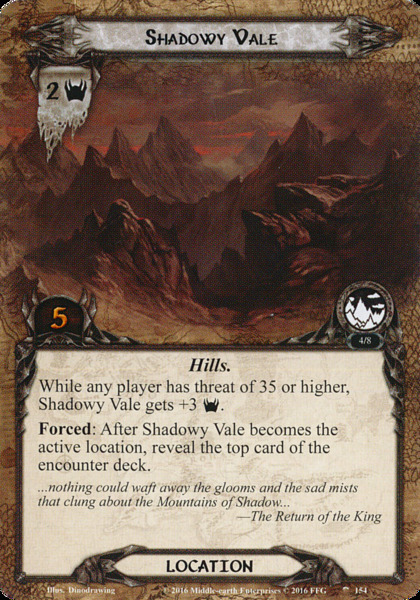 SHADOWY VALE
2
5
4/8
Hills.
While any player has threat of 35 or higher,
Shadowy Vale gets +3 .
Forced: After Shadowy Vale becomes the
active location, reveal the top card of the
encounter deck.
...nothing could waft away the glooms and the sad mists
that clung about the Mountains of Shadow...
—The Return of the King
LOCATION
Illus. Dinodrawing
© 2016 Middle-earth Enterprises © 2016 FFG
154